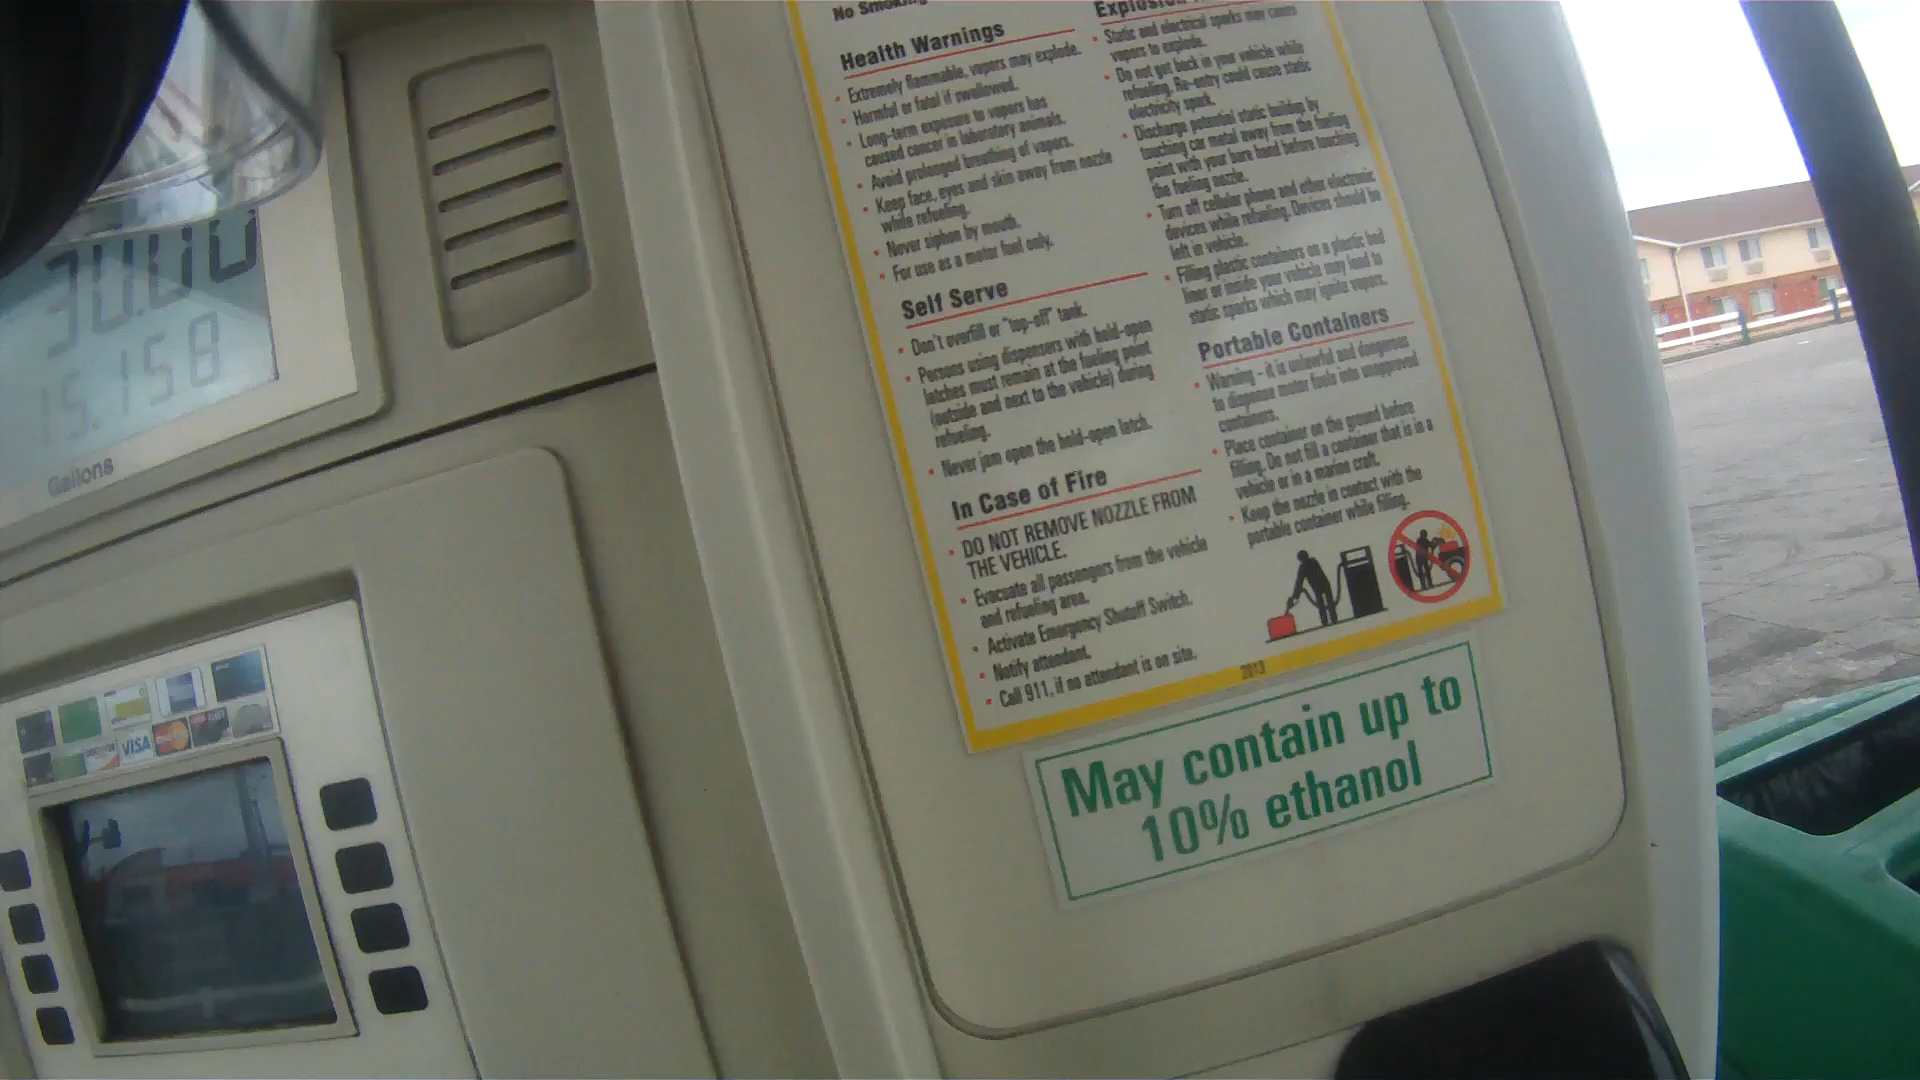 30.00
15.158
Gallons
VISA
No Smoking
Health Warnings
• Extremely flammable, vapors may explode.
• Harmful or fatal if swallowed.
• Long-term exposure to vapors has
caused cancer in laboratory animals.
• Avoid prolonged breathing of vapors.
• Keep face, eyes and skin away from nozzle
while refueling.
• Never siphon by mouth.
• For use as a motor fuel only.
Self Serve
• Don't overfill or "top-off" tank.
• Persons using dispensers with hold-open
latches must remain at the fueling point
(outside and next to the vehicle) during
refueling.
• Never jam open the hold-open latch.
In Case of Fire
• DO NOT REMOVE NOZZLE FROM
THE VEHICLE.
• Evacuate all passengers from the vehicle
and refueling area.
• Activate Emergency Shutoff Switch.
• Notify attendant.
• Call 911, if no attendant is on site.
Explosion
• Static and electrical sparks may cause
vapors to explode.
• Do not get back in your vehicle while
refueling. Re-entry could cause static
electricity spark.
• Discharge potential static buildup by
touching car metal away from the fueling
point with your bare hand before touching
the fueling nozzle.
• Turn off cellular phone and other electronic
devices while refueling. Devices should be
left in vehicle.
• Filling plastic containers on a plastic bed
liner or inside your vehicle may lead to
static sparks which may ignite vapors.
Portable Containers
• Warning - it is unlawful and dangerous
to dispense motor fuels into unapproved
containers.
• Place container on the ground before
filling. Do not fill a container that is in a
vehicle or in a marine craft.
• Keep the nozzle in contact with the
portable container while filling.
2013
May contain up to
10% ethanol